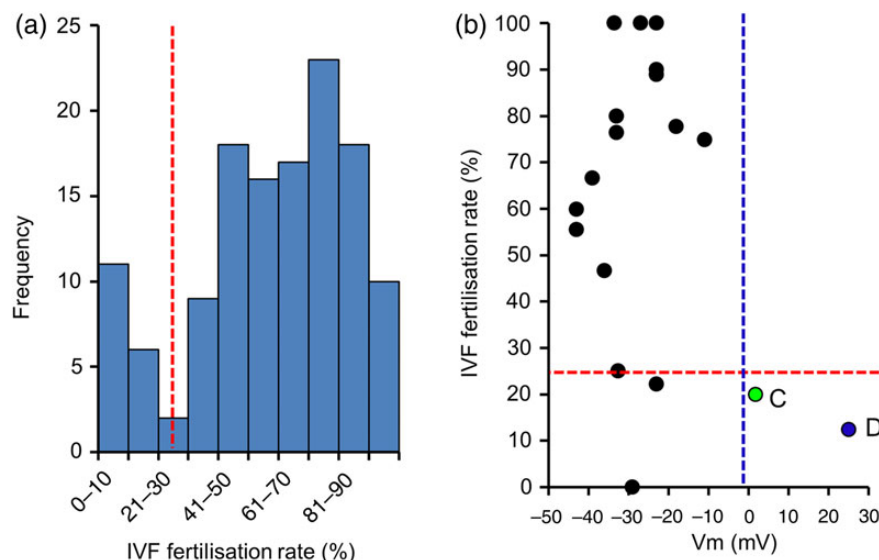 (a)
25
20
15
10
5
0
Frequency
0–10
21–30
41–50
61–70
81–90
IVF fertilisation rate (%)
(b)
100
90
80
70
60
50
40
30
20
10
0
IVF fertilisation rate (%)
C
D
–50 –40 –30 –20 –10 0 10 20 30
Vm (mV)